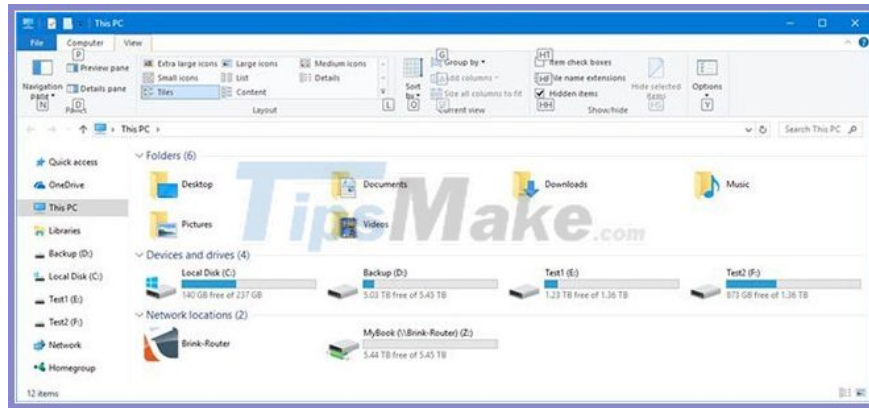 This PC
File Computer View
P
Preview pane
Details pane
Navigation pane
N D
Panes
Extra large icons Large icons Medium icons
Small icons List Details
Tiles Content
Layout
L
Sort by
O
G
Group by
Add columns
Size all columns to fit
Current view
HT
Item check boxes
HF
File name extensions
Hidden items
HH
Hide selected items
HS
Show/hide
Options
Y
This PC
Search This PC
Quick access
OneDrive
This PC
Libraries
Backup (D:)
Local Disk (C:)
Test1 (E:)
Test2 (F:)
Network
Homegroup
Folders (6)
Desktop Documents Downloads Music
Pictures Videos
TipsMake.com
Devices and drives (4)
Local Disk (C:)
140 GB free of 237 GB
Backup (D:)
5.03 TB free of 5.45 TB
Test1 (E:)
1.23 TB free of 1.36 TB
Test2 (F:)
873 GB free of 1.36 TB
Network locations (2)
Brink-Router
MyBook (\\Brink-Router) (Z:)
5.44 TB free of 5.45 TB
12 items